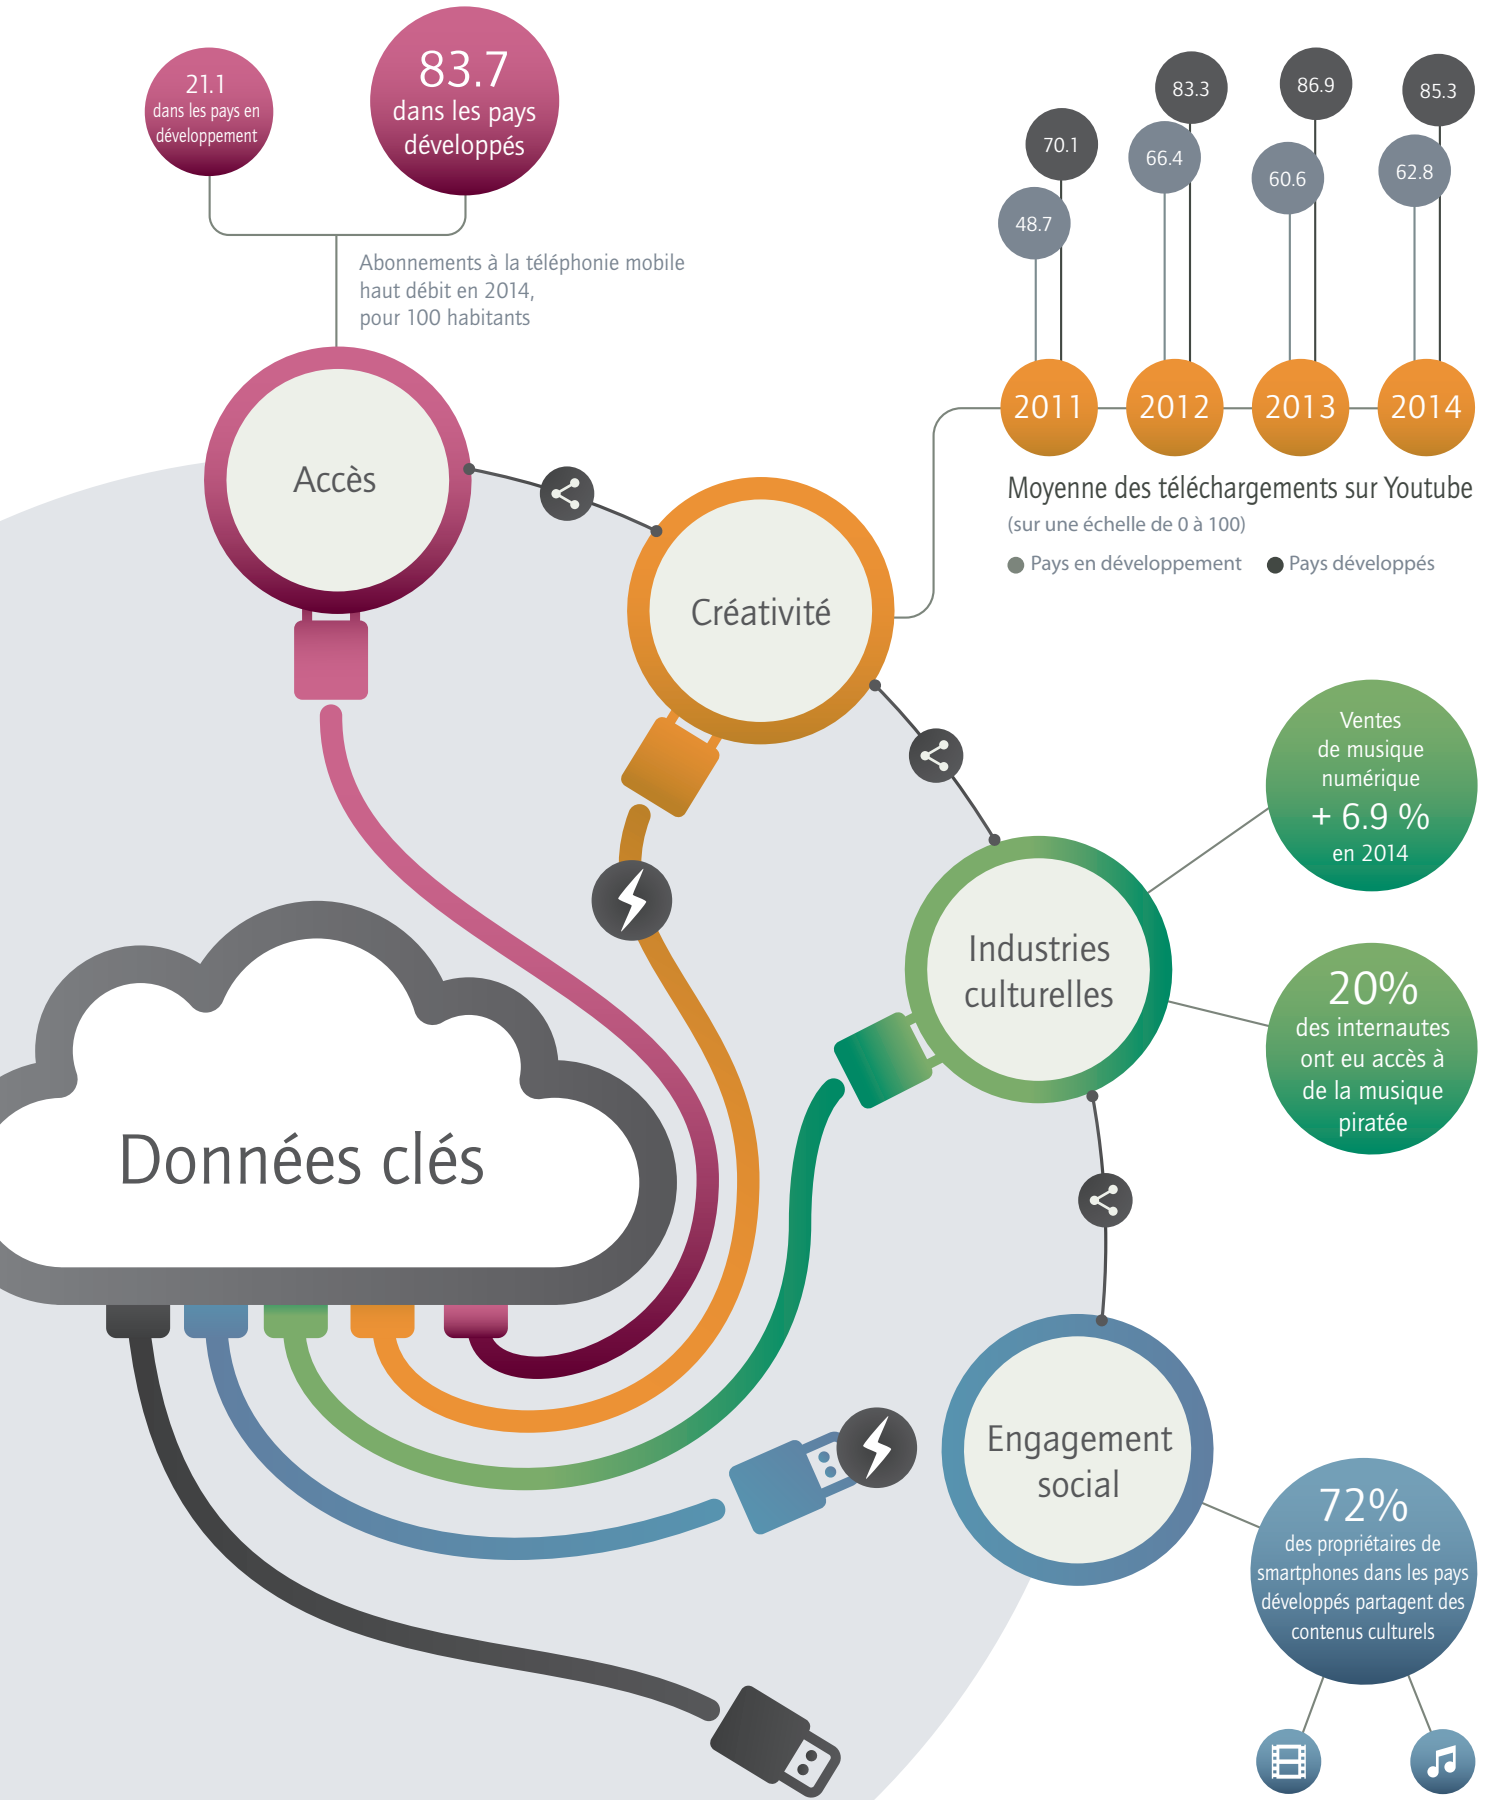 21.1
dans les pays en
développement
83.7
dans les pays
développés
Abonnements à la téléphonie mobile
haut débit en 2014,
pour 100 habitants
Accès
70.1
48.7
83.3
66.4
86.9
60.6
85.3
62.8
2011
2012
2013
2014
Moyenne des téléchargements sur Youtube
(sur une échelle de 0 à 100)
Pays en développement
Pays développés
Créativité
Ventes
de musique
numérique
+ 6.9 %
en 2014
Industries
culturelles
20%
des internautes
ont eu accès à
de la musique
piratée
Données clés
Engagement
social
72%
des propriétaires de
smartphones dans les pays
développés partagent des
contenus culturels